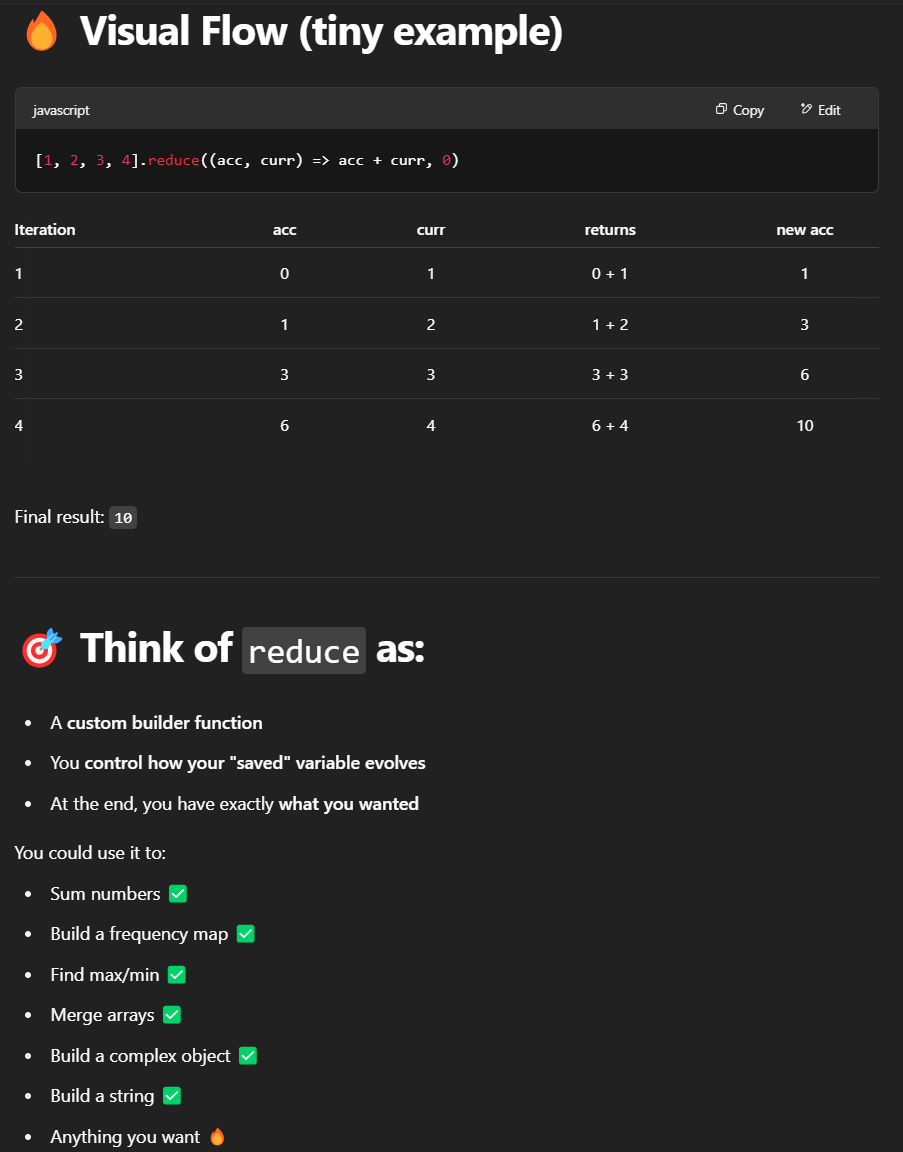 🔥 Visual Flow (tiny example)
javascript Copy Edit
[1, 2, 3, 4].reduce((acc, curr) => acc + curr, 0)
Iteration acc curr returns new acc
1 0 1 0 + 1 1
2 1 2 1 + 2 3
3 3 3 3 + 3 6
4 6 4 6 + 4 10
Final result: 10
🎯 Think of reduce as:
• A custom builder function
• You control how your "saved" variable evolves
• At the end, you have exactly what you wanted
You could use it to:
• Sum numbers ✅
• Build a frequency map ✅
• Find max/min ✅
• Merge arrays ✅
• Build a complex object ✅
• Build a string ✅
• Anything you want 🔥